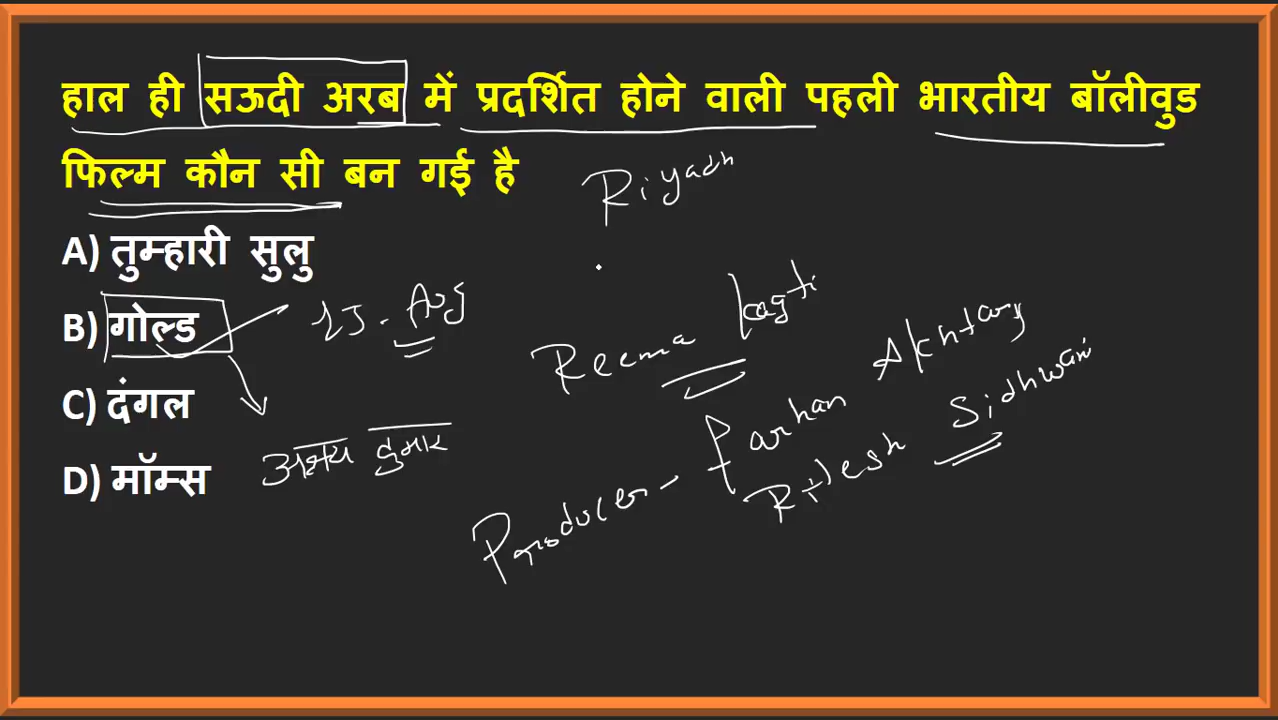 हाल ही सऊदी अरब में प्रदर्शित होने वाली पहली भारतीय बॉलीवुड
फिल्म कौन सी बन गई है
Riyadh
A) तुम्हारी सुलु
B) गोल्ड
15 - Aug
Reema Kagti
C) दंगल
अक्षय कुमार
D) मॉम्स
Producer - Farhan Akhtary
Ritesh Sidhwani